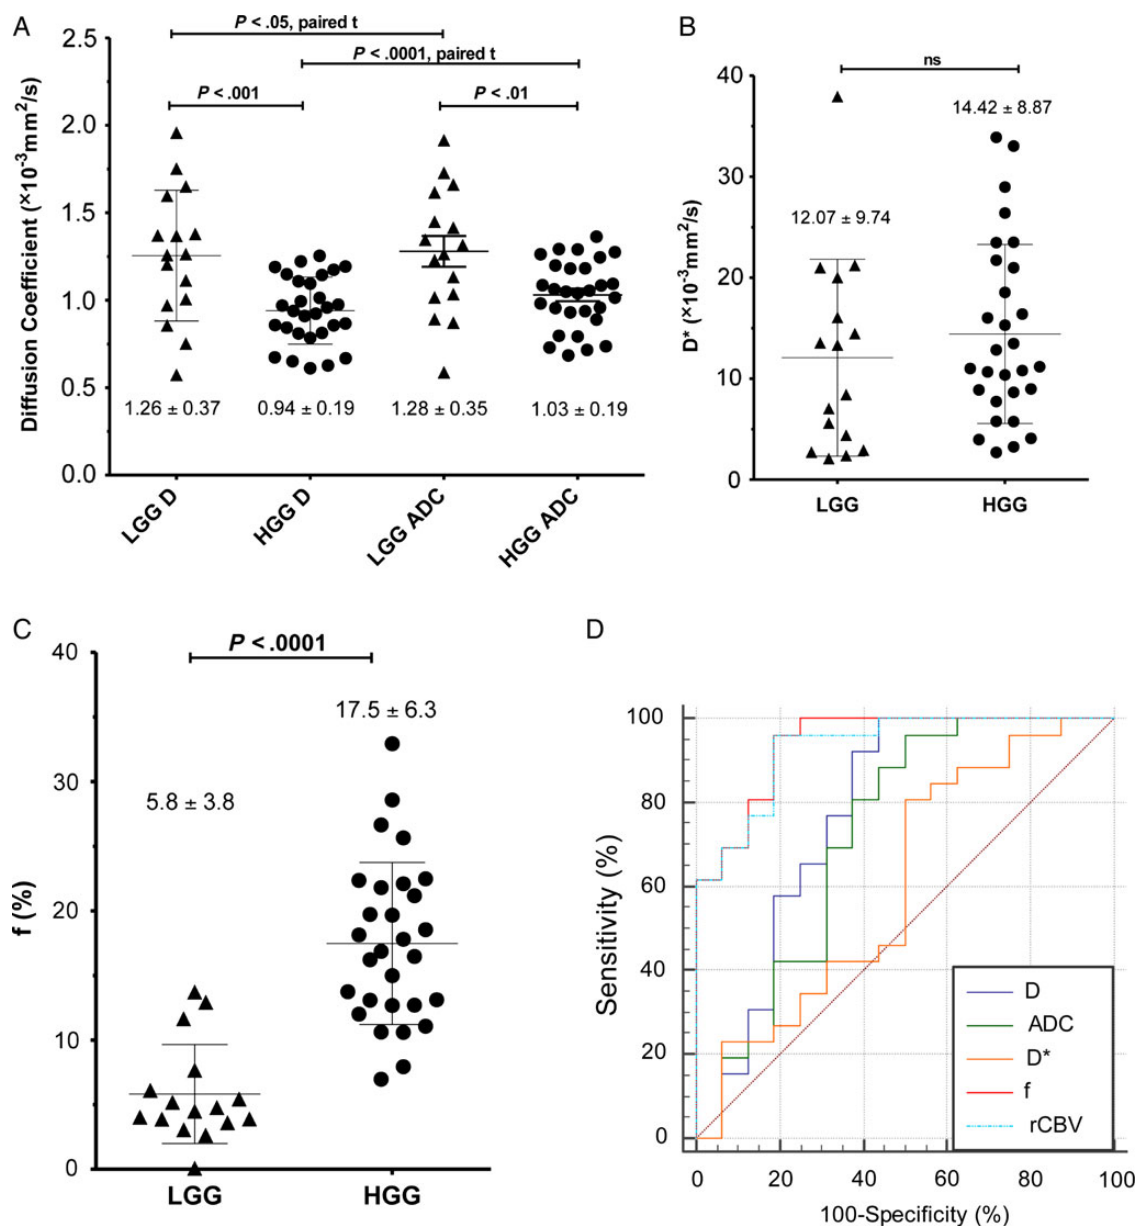 A
P < .05, paired t
P < .0001, paired t
P < .001
P < .01
Diffusion Coefficient (×10⁻³mm²/s)
2.5
2.0
1.5
1.0
0.5
0.0
1.26 ± 0.37
0.94 ± 0.19
1.28 ± 0.35
1.03 ± 0.19
LGG D
HGG D
LGG ADC
HGG ADC
B
ns
14.42 ± 8.87
12.07 ± 9.74
D* (×10⁻³mm²/s)
40
30
20
10
0
LGG
HGG
C
P < .0001
17.5 ± 6.3
5.8 ± 3.8
f (%)
40
30
20
10
0
LGG
HGG
D
Sensitivity (%)
100
80
60
40
20
0
D
ADC
D*
f
rCBV
0
20
40
60
80
100
100-Specificity (%)